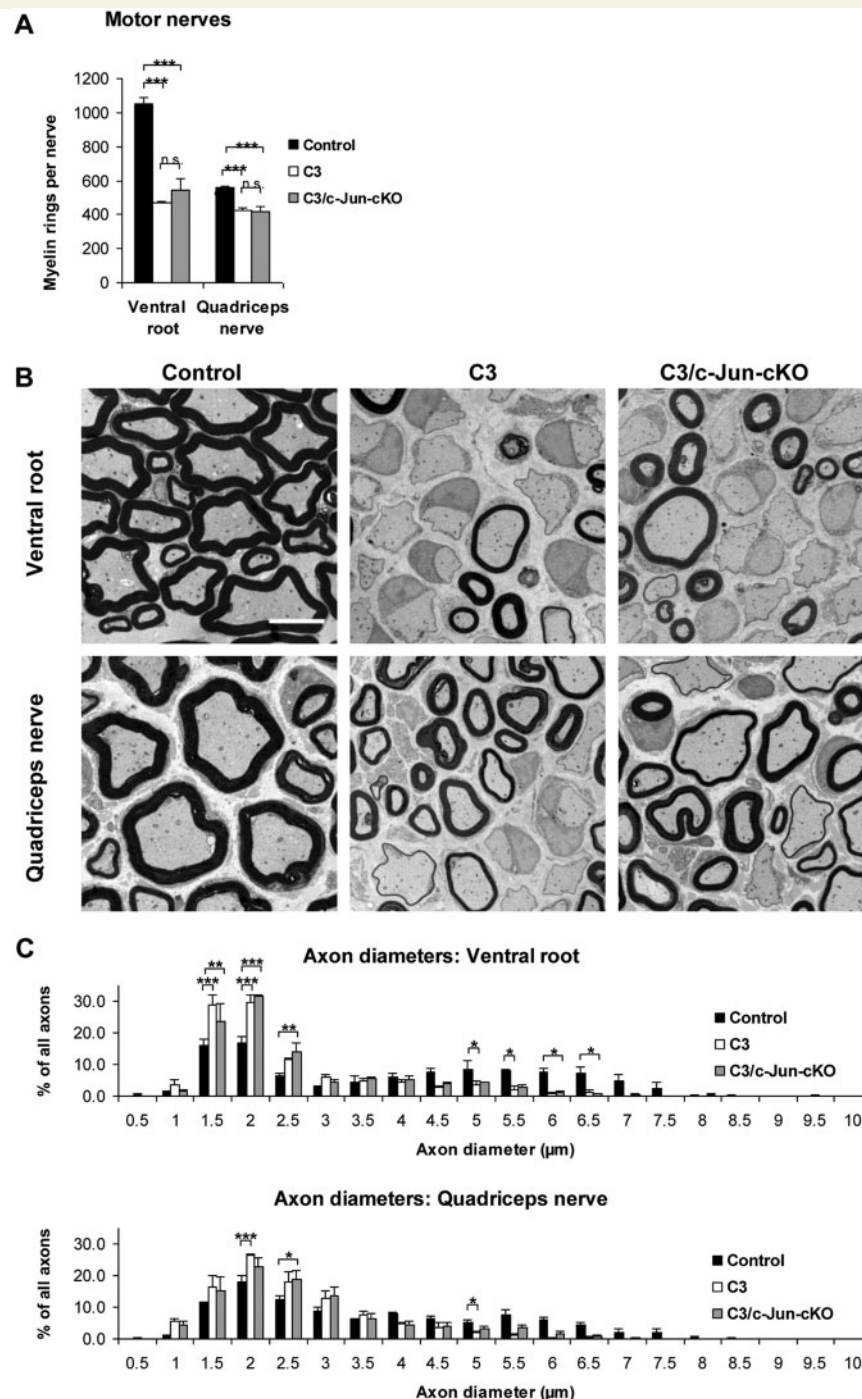 A
Motor nerves
***
***
n.s
***
***
n.s
1200
1000
800
600
400
200
0
Myelin rings per nerve
Ventral
root
Quadriceps
nerve
Control
C3
C3/c-Jun-cKO
B
Control
C3
C3/c-Jun-cKO
Ventral root
Quadriceps nerve
C
Axon diameters: Ventral root
**
***
***
***
**
*
*
*
*
30.0
20.0
10.0
0.0
% of all axons
Control
C3
C3/c-Jun-cKO
0.5 1 1.5 2 2.5 3 3.5 4 4.5 5 5.5 6 6.5 7 7.5 8 8.5 9 9.5 10
Axon diameter (µm)
Axon diameters: Quadriceps nerve
***
*
*
30.0
20.0
10.0
0.0
% of all axons
Control
C3
C3/c-Jun-cKO
0.5 1 1.5 2 2.5 3 3.5 4 4.5 5 5.5 6 6.5 7 7.5 8 8.5 9 9.5 10
Axon diameter (µm)